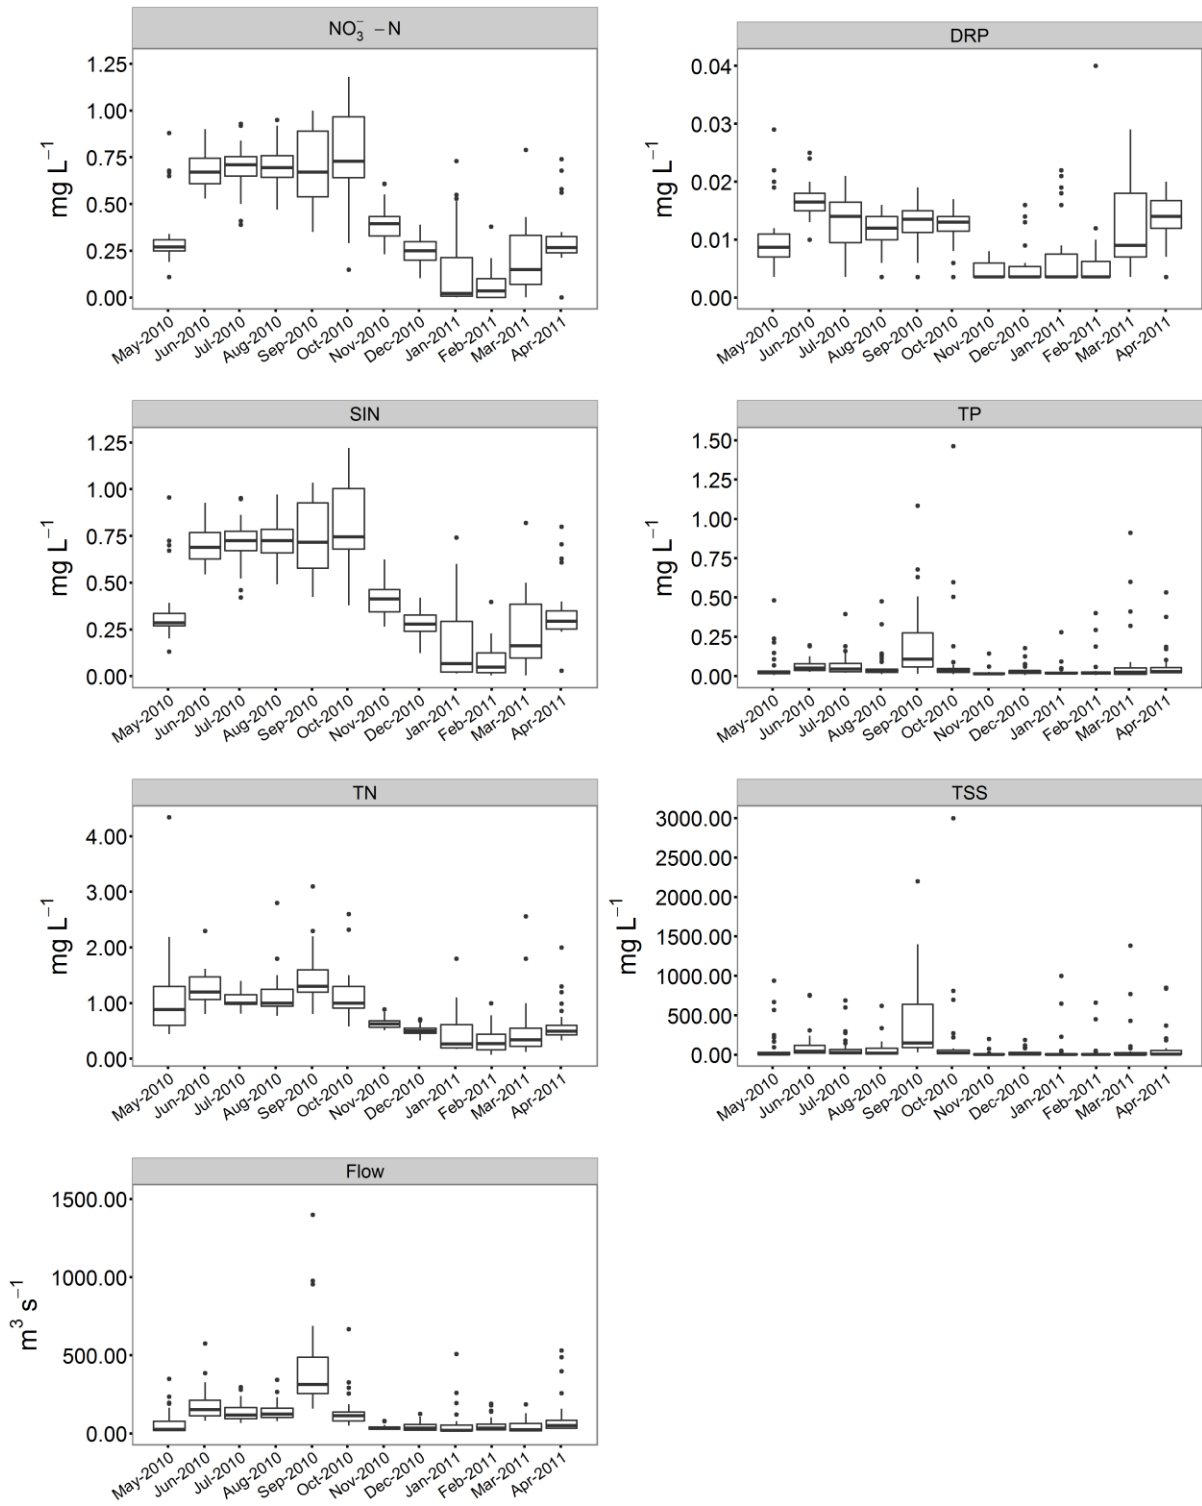 NO₃⁻ – N
mg L⁻¹
1.25
1.00
0.75
0.50
0.25
0.00
May-2010 Jun-2010 Jul-2010 Aug-2010 Sep-2010 Oct-2010 Nov-2010 Dec-2010 Jan-2011 Feb-2011 Mar-2011 Apr-2011
DRP
mg L⁻¹
0.04
0.03
0.02
0.01
0.00
May-2010 Jun-2010 Jul-2010 Aug-2010 Sep-2010 Oct-2010 Nov-2010 Dec-2010 Jan-2011 Feb-2011 Mar-2011 Apr-2011
SIN
mg L⁻¹
1.25
1.00
0.75
0.50
0.25
0.00
May-2010 Jun-2010 Jul-2010 Aug-2010 Sep-2010 Oct-2010 Nov-2010 Dec-2010 Jan-2011 Feb-2011 Mar-2011 Apr-2011
TP
mg L⁻¹
1.50
1.25
1.00
0.75
0.50
0.25
0.00
May-2010 Jun-2010 Jul-2010 Aug-2010 Sep-2010 Oct-2010 Nov-2010 Dec-2010 Jan-2011 Feb-2011 Mar-2011 Apr-2011
TN
mg L⁻¹
4.00
3.00
2.00
1.00
0.00
May-2010 Jun-2010 Jul-2010 Aug-2010 Sep-2010 Oct-2010 Nov-2010 Dec-2010 Jan-2011 Feb-2011 Mar-2011 Apr-2011
TSS
mg L⁻¹
3000.00
2500.00
2000.00
1500.00
1000.00
500.00
0.00
May-2010 Jun-2010 Jul-2010 Aug-2010 Sep-2010 Oct-2010 Nov-2010 Dec-2010 Jan-2011 Feb-2011 Mar-2011 Apr-2011
Flow
m³ s⁻¹
1500.00
1000.00
500.00
0.00
May-2010 Jun-2010 Jul-2010 Aug-2010 Sep-2010 Oct-2010 Nov-2010 Dec-2010 Jan-2011 Feb-2011 Mar-2011 Apr-2011